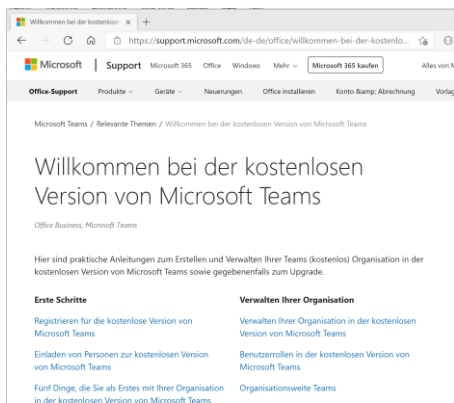 Willkommen bei der kostenlosen
https://support.microsoft.com/de-de/office/willkommen-bei-der-kostenlo...
Microsoft | Support Microsoft 365 Office Windows Mehr Microsoft 365 kaufen Alles von M
Office-Support Produkte Geräte Neuerungen Office installieren Konto &amp; Abrechnung Vorlag
Microsoft Teams / Relevante Themen / Willkommen bei der kostenlosen Version von Microsoft Teams
Willkommen bei der kostenlosen
Version von Microsoft Teams
Office Business, Microsoft Teams
Hier sind praktische Anleitungen zum Erstellen und Verwalten Ihrer Teams (kostenlos) Organisation in der
kostenlosen Version von Microsoft Teams sowie gegebenenfalls zum Upgrade.
Erste Schritte
Registrieren für die kostenlose Version von
Microsoft Teams
Einladen von Personen zur kostenlosen Version
von Microsoft Teams
Fünf Dinge, die Sie als Erstes mit Ihrer Organisation
in der kostenlosen Version von Microsoft Teams
Verwalten Ihrer Organisation
Verwalten Ihrer Organisation in der kostenlosen
Version von Microsoft Teams
Benutzerrollen in der kostenlosen Version von
Microsoft Teams
Organisationsweite Teams